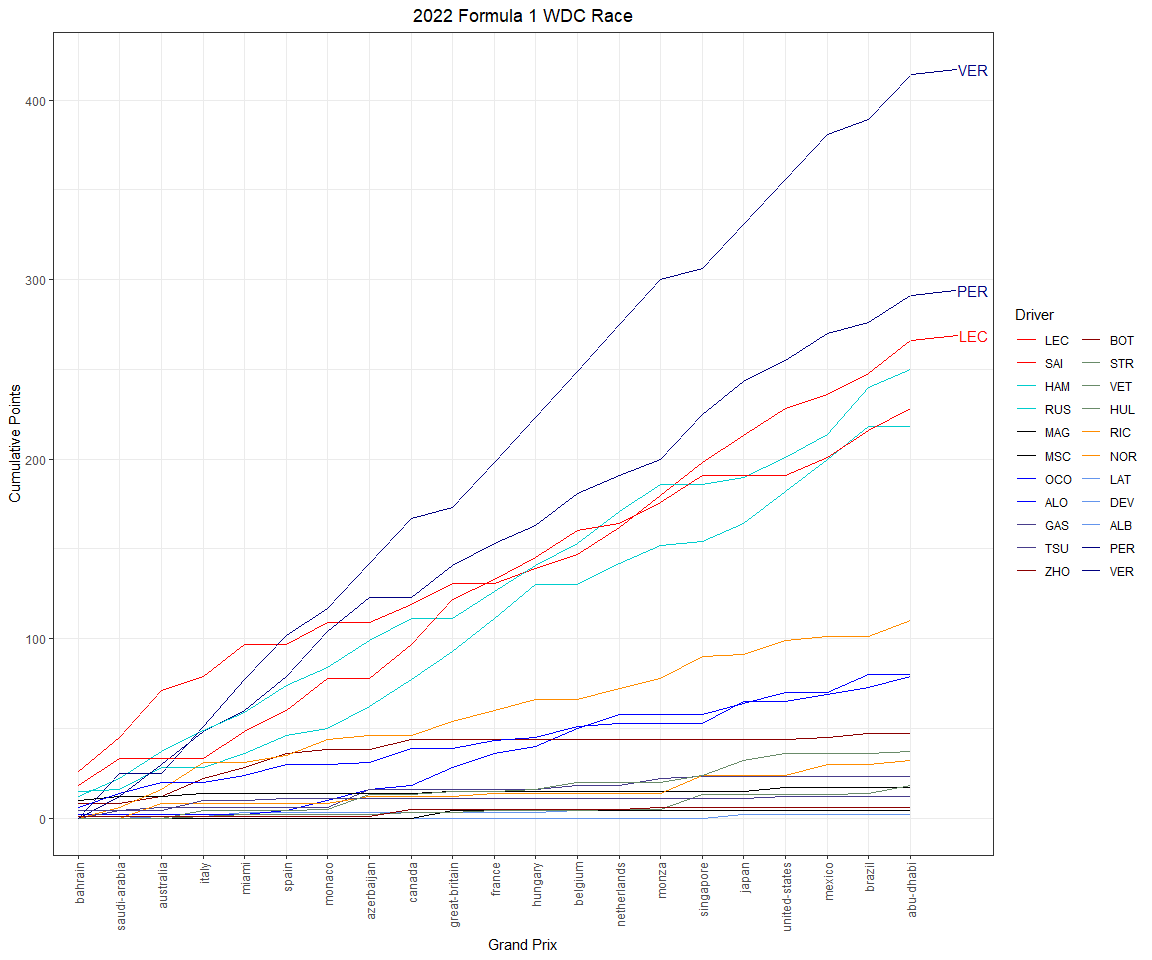 2022 Formula 1 WDC Race
Cumulative Points
400
300
200
100
0
VER
PER
LEC
bahrain
saudi-arabia
australia
italy
miami
spain
monaco
azerbaijan
canada
great-britain
france
hungary
belgium
netherlands
monza
singapore
japan
united-states
mexico
brazil
abu-dhabi
Grand Prix
Driver
LEC BOT
SAI STR
HAM VET
RUS HUL
MAG RIC
MSC NOR
OCO LAT
ALO DEV
GAS ALB
TSU PER
ZHO VER